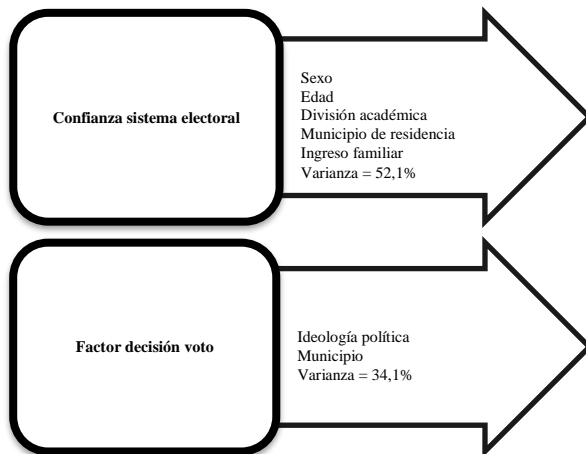 Confianza sistema electoral
Sexo
Edad
División académica
Municipio de residencia
Ingreso familiar
Varianza = 52,1%
Factor decisión voto
Ideología política
Municipio
Varianza = 34,1%